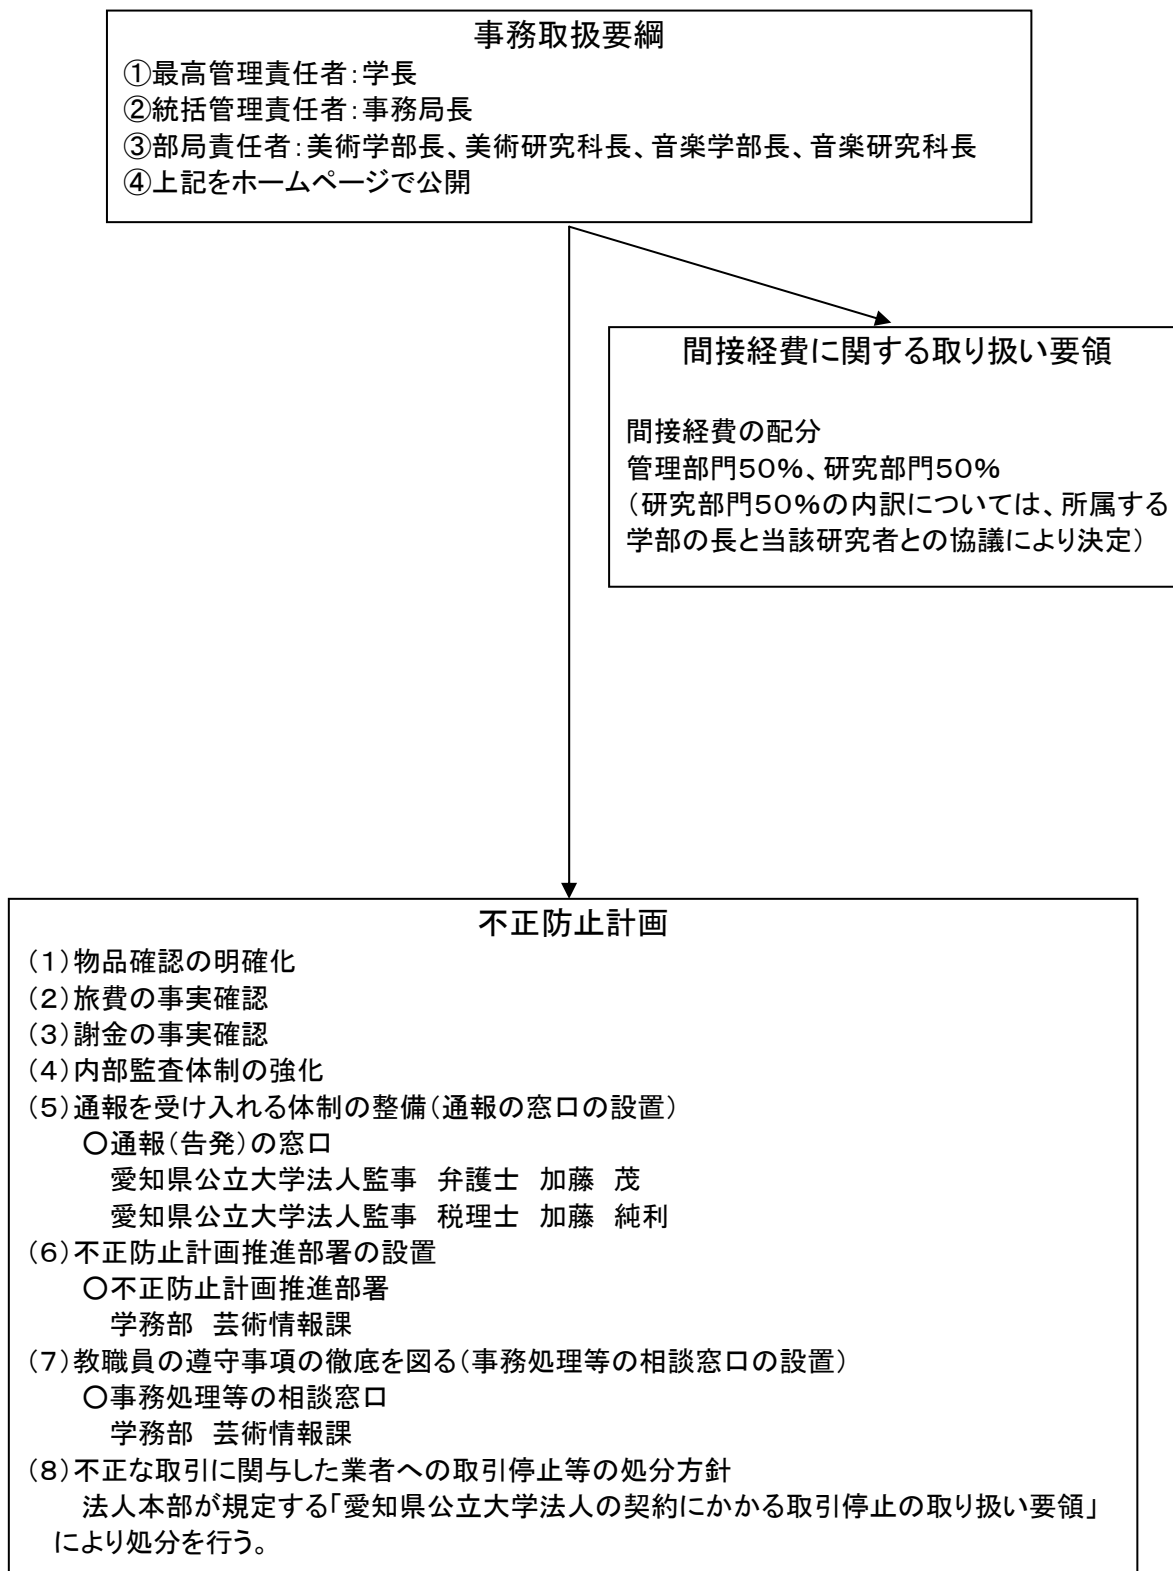 事務取扱要綱
①最高管理責任者：学長
②統括管理責任者：事務局長
③部局責任者：美術学部長、美術研究科長、音楽学部長、音楽研究科長
④上記をホームページで公開
間接経費に関する取り扱い要領
間接経費の配分
管理部門５０％、研究部門５０％
（研究部門５０％の内訳については、所属する
学部の長と当該研究者との協議により決定）
不正防止計画
（１）物品確認の明確化
（２）旅費の事実確認
（３）謝金の事実確認
（４）内部監査体制の強化
（５）通報を受け入れる体制の整備（通報の窓口の設置）
○通報（告発）の窓口
愛知県公立大学法人監事　弁護士　加藤　茂
愛知県公立大学法人監事　税理士　加藤　純利
（６）不正防止計画推進部署の設置
○不正防止計画推進部署
学務部　芸術情報課
（７）教職員の遵守事項の徹底を図る（事務処理等の相談窓口の設置）
○事務処理等の相談窓口
学務部　芸術情報課
（８）不正な取引に関与した業者への取引停止等の処分方針
法人本部が規定する「愛知県公立大学法人の契約にかかる取引停止の取り扱い要領」
により処分を行う。